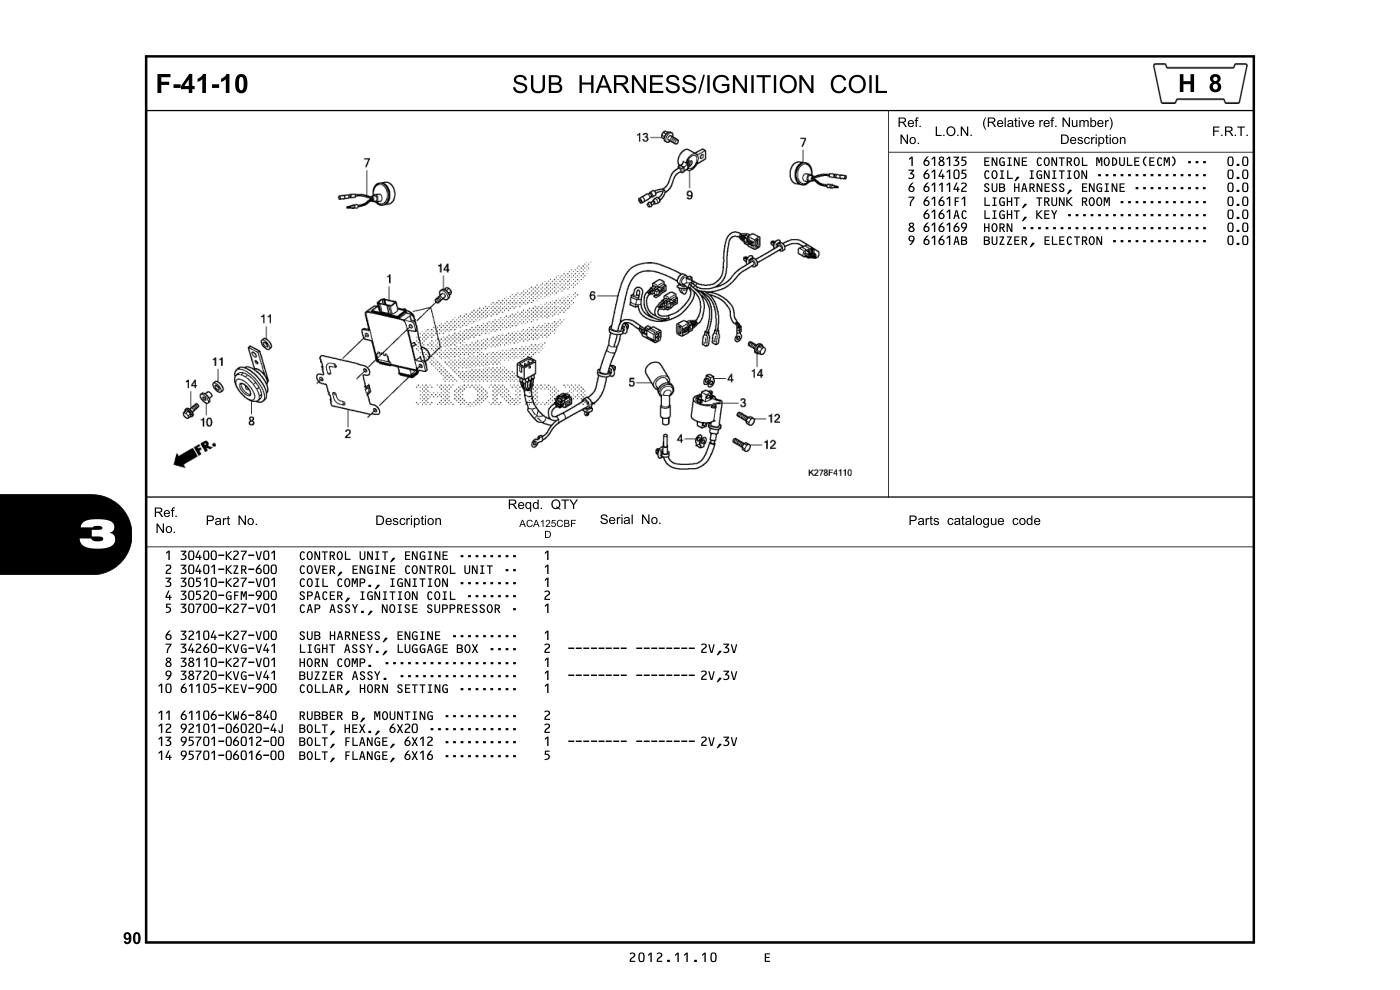 F-41-10
SUB HARNESS/IGNITION COIL
H 8
13
7
7
9
1
14
6
11
11
14
10
8
2
5
4
3
14
12
4
12
FR.
HONDA
K278F4110
Ref. No. L.O.N. (Relative ref. Number) Description F.R.T.
1 618135 ENGINE CONTROL MODULE(ECM) --- 0.0
3 614105 COIL, IGNITION --------------- 0.0
6 611142 SUB HARNESS, ENGINE ---------- 0.0
7 6161F1 LIGHT, TRUNK ROOM ------------ 0.0
6161AC LIGHT, KEY ------------------- 0.0
8 616169 HORN ------------------------- 0.0
9 6161AB BUZZER, ELECTRON ------------- 0.0
3
Ref. No. Part No. Description Reqd. QTY ACA125CBF D Serial No. Parts catalogue code
1 30400-K27-V01 CONTROL UNIT, ENGINE -------- 1
2 30401-KZR-600 COVER, ENGINE CONTROL UNIT -- 1
3 30510-K27-V01 COIL COMP., IGNITION -------- 1
4 30520-GFM-900 SPACER, IGNITION COIL ------- 2
5 30700-K27-V01 CAP ASSY., NOISE SUPPRESSOR - 1
6 32104-K27-V00 SUB HARNESS, ENGINE --------- 1
7 34260-KVG-V41 LIGHT ASSY., LUGGAGE BOX ---- 2 -------- -------- 2V,3V
8 38110-K27-V01 HORN COMP. ------------------ 1
9 38720-KVG-V41 BUZZER ASSY. ---------------- 1 -------- -------- 2V,3V
10 61105-KEV-900 COLLAR, HORN SETTING -------- 1
11 61106-KW6-840 RUBBER B, MOUNTING ---------- 2
12 92101-06020-4J BOLT, HEX., 6X20 ------------ 2
13 95701-06012-00 BOLT, FLANGE, 6X12 ---------- 1 -------- -------- 2V,3V
14 95701-06016-00 BOLT, FLANGE, 6X16 ---------- 5
90
2012.11.10 E